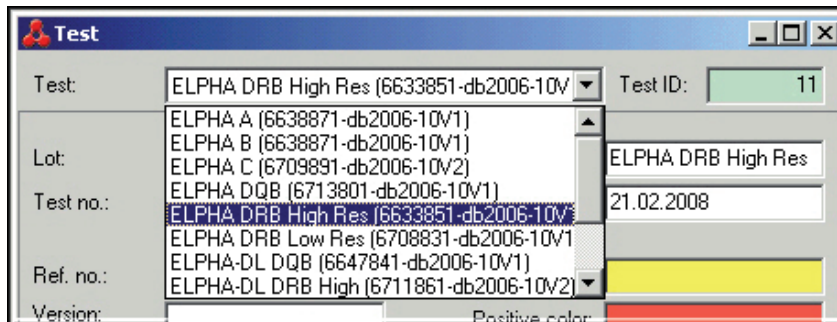 Test
Test: ELPHA DRB High Res (6633851-db2006-10V Test ID: 11
ELPHA A (6638871-db2006-10V1)
ELPHA B (6638871-db2006-10V1)
Lot: ELPHA C (6709891-db2006-10V2) ELPHA DRB High Res
ELPHA DQB (6713801-db2006-10V1)
Test no.: ELPHA DRB High Res (6633851-db2006-10V 21.02.2008
ELPHA DRB Low Res (6708831-db2006-10V1
ELPHA-DL DQB (6647841-db2006-10V1)
Ref. no.: ELPHA-DL DRB High (6711861-db2006-10V2)
Version: Positive color: